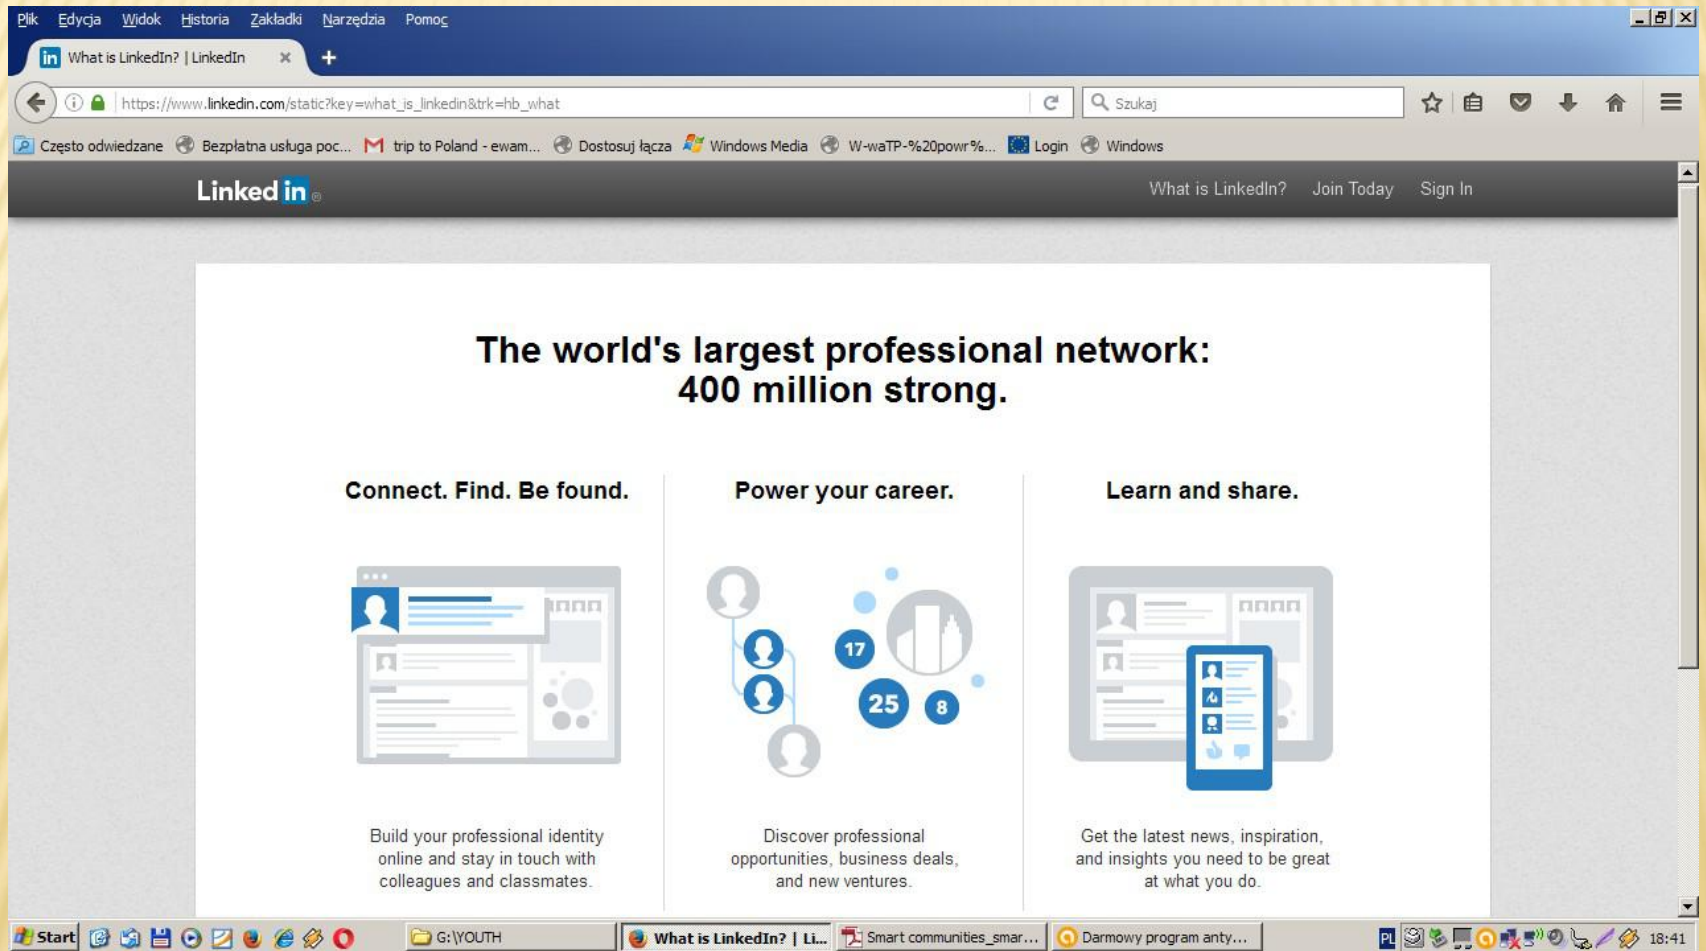 Plik Edycja Widok Historia Zakładki Narzędzia Pomoc
in What is LinkedIn? | LinkedIn
https://www.linkedin.com/static?key=what_is_linkedin&trk=hb_what
Szukaj
Często odwiedzane Bezpłatna usługa poc... trip to Poland - ewam... Dostosuj łącza Windows Media W-waTP-%20powr%... Login Windows
Linked in ®
What is LinkedIn? Join Today Sign In
The world's largest professional network:
400 million strong.
Connect. Find. Be found.
Power your career.
Learn and share.
17
25
8
Build your professional identity
online and stay in touch with
colleagues and classmates.
Discover professional
opportunities, business deals,
and new ventures.
Get the latest news, inspiration,
and insights you need to be great
at what you do.
Start G:\YOUTH What is LinkedIn? | Li... Smart communities_smar... Darmowy program anty... PL 18:41